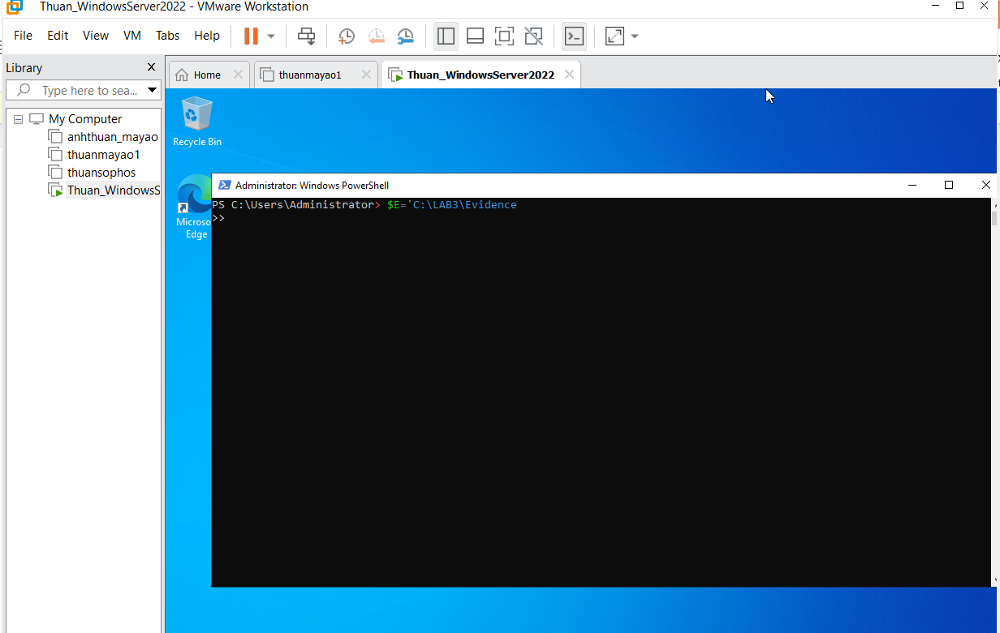 Thuan_WindowsServer2022 - VMware Workstation
File Edit View VM Tabs Help
Library
Type here to sea...
My Computer
anhthuan_mayao
thuanmayao1
thuansophos
Thuan_WindowsS
Home
thuanmayao1
Thuan_WindowsServer2022
Recycle Bin
Microso
Edge
Administrator: Windows PowerShell
PS C:\Users\Administrator> $E='C:\LAB3\Evidence
>>